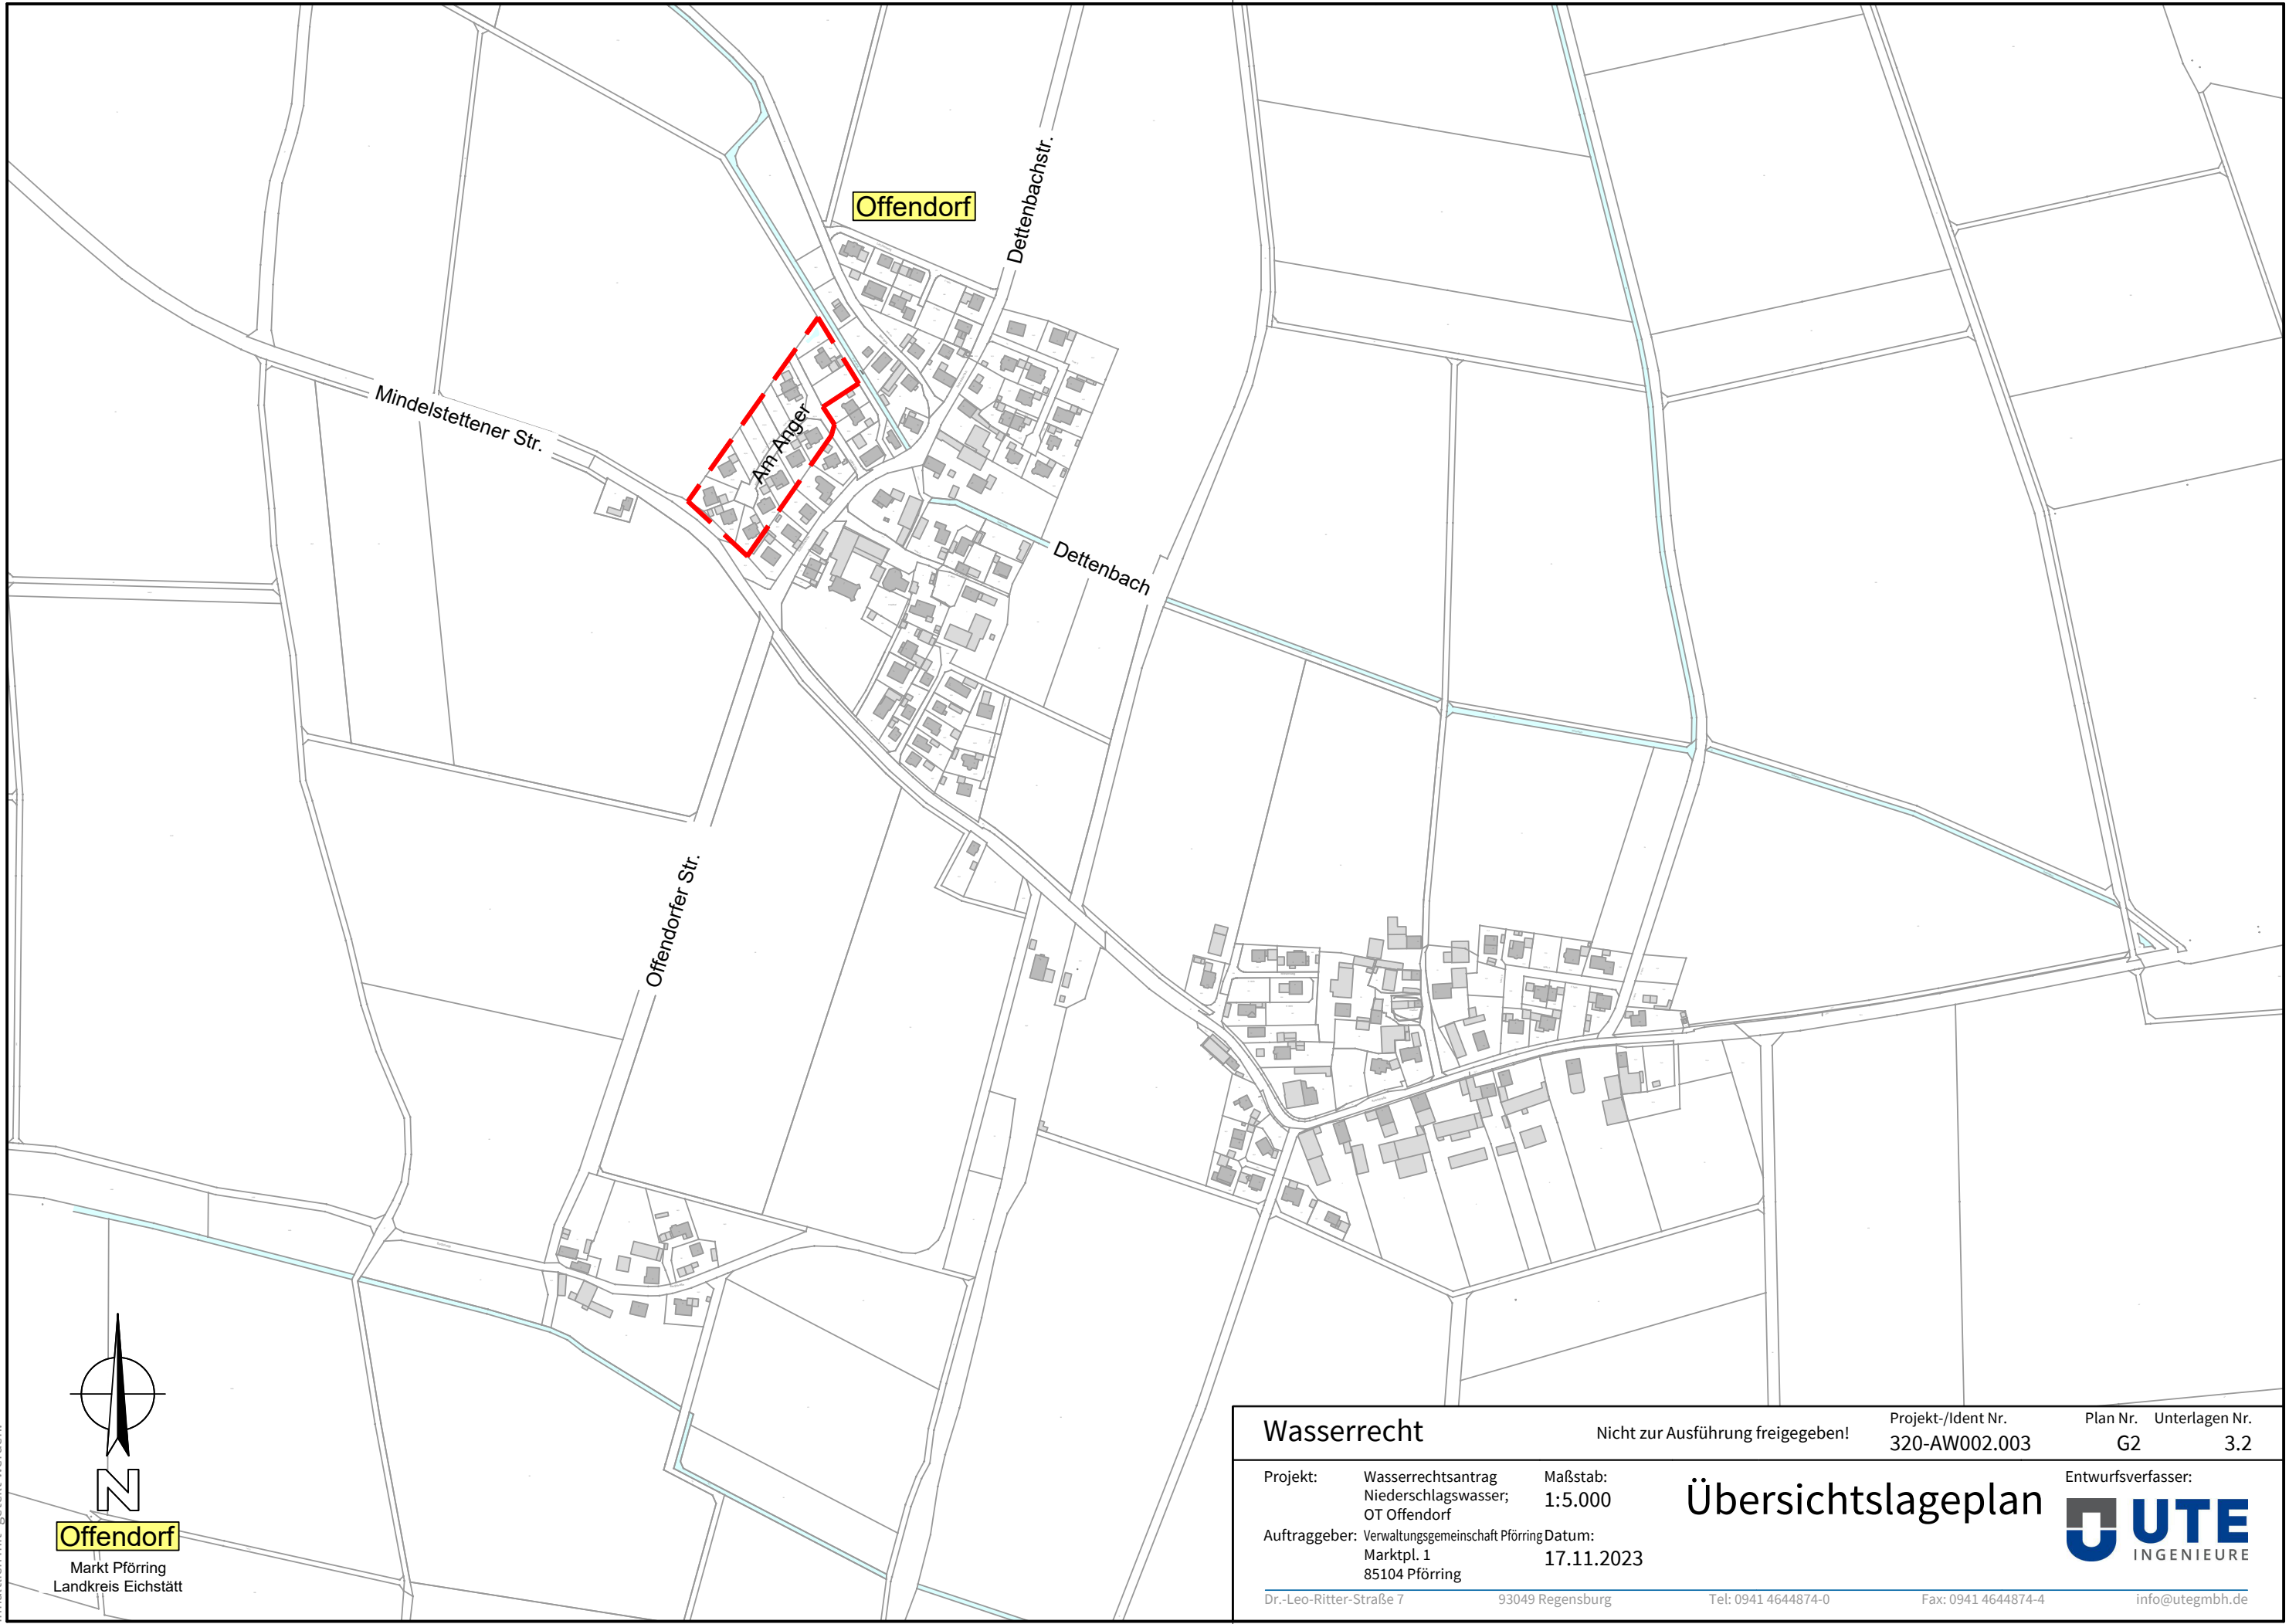 Offendorf
Dettenbachstr.
Mindelstettener Str.
Am Anger
Dettenbach
Offendorfer Str.
N
Offendorf
Markt Pförring
Landkreis Eichstätt
Wasserrecht
Nicht zur Ausführung freigegeben!
Projekt-/Ident Nr.
320-AW002.003
Plan Nr.
G2
Unterlagen Nr.
3.2
Projekt:
Wasserrechtsantrag
Niederschlagswasser;
OT Offendorf
Maßstab:
1:5.000
Auftraggeber:
Verwaltungsgemeinschaft Pförring
Marktpl. 1
85104 Pförring
Datum:
17.11.2023
Übersichtslageplan
Entwurfsverfasser:
UTE
INGENIEURE
Dr.-Leo-Ritter-Straße 7
93049 Regensburg
Tel: 0941 4644874-0
Fax: 0941 4644874-4
info@utegmbh.de